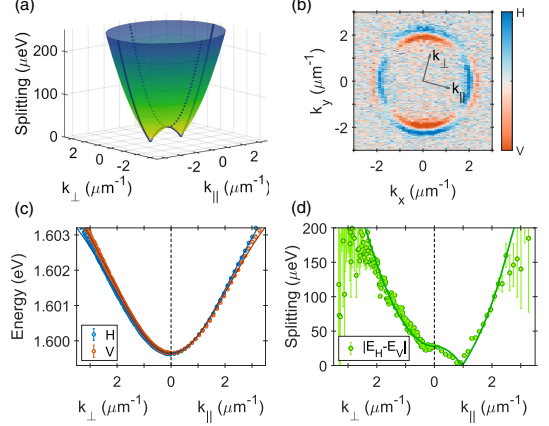 (a)
Splitting (μeV)
200
100
0
2
0
-2
-2
0
2
k⊥ (μm⁻¹)
k|| (μm⁻¹)
(b)
k_y (μm⁻¹)
2
0
-2
-2
0
2
k_x (μm⁻¹)
k⊥
k||
H
V
(c)
Energy (eV)
1.603
1.602
1.601
1.600
H
V
2
0
2
k⊥ (μm⁻¹)
k|| (μm⁻¹)
(d)
Splitting (μeV)
200
150
100
50
0
|E_H-E_V|
2
0
2
k⊥ (μm⁻¹)
k|| (μm⁻¹)